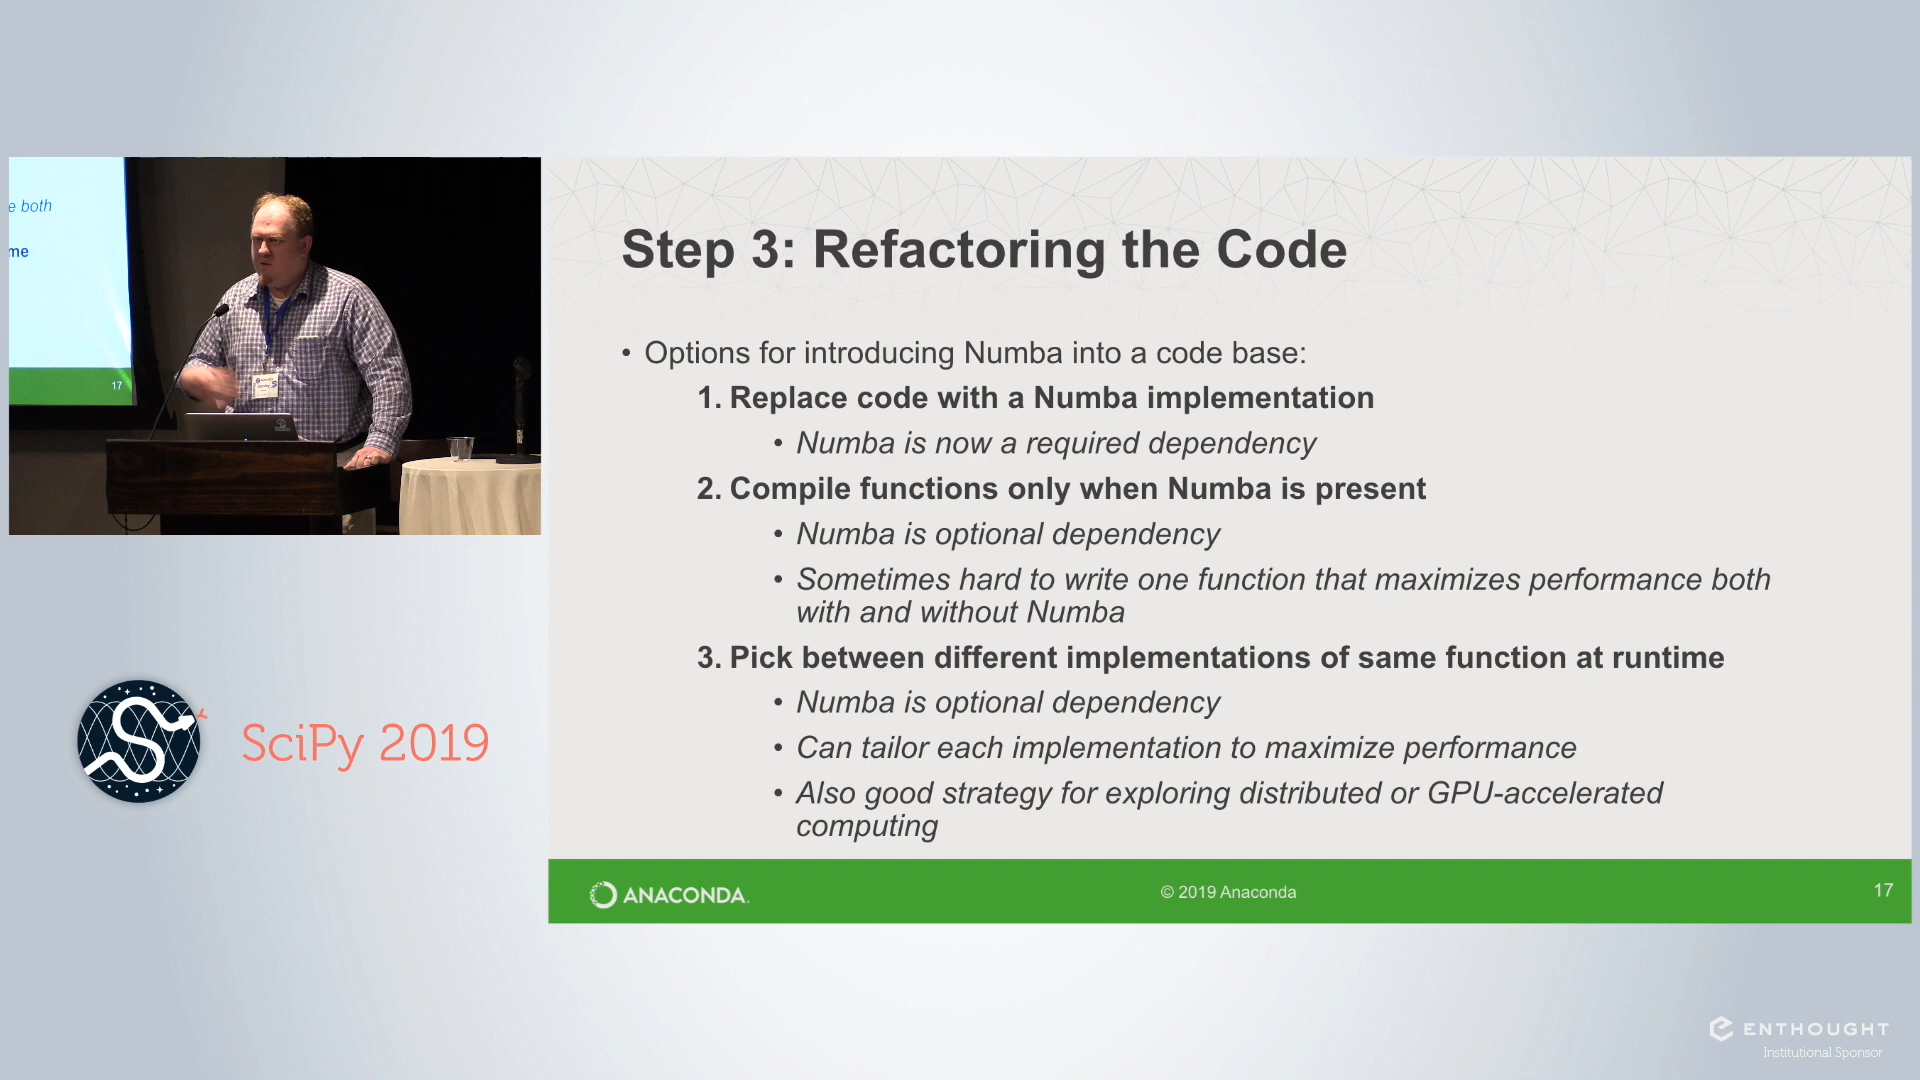 e both
me
17
Step 3: Refactoring the Code
• Options for introducing Numba into a code base:
1. Replace code with a Numba implementation
• Numba is now a required dependency
2. Compile functions only when Numba is present
• Numba is optional dependency
• Sometimes hard to write one function that maximizes performance both
with and without Numba
3. Pick between different implementations of same function at runtime
• Numba is optional dependency
• Can tailor each implementation to maximize performance
• Also good strategy for exploring distributed or GPU-accelerated
computing
ANACONDA.
© 2019 Anaconda
17
SciPy 2019
ENTHOUGHT
Institutional Sponsor